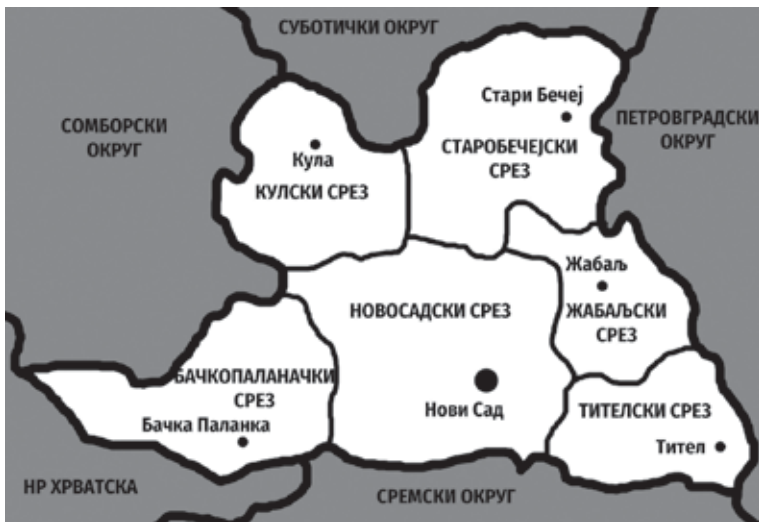 СУБОТИЧКИ ОКРУГ
Стари Бечеј
СОМБОРСКИ
ОКРУГ
ПЕТРОВГРАДСКИ
ОКРУГ
Кула
СТАРОБЕЧЕЈСКИ
СРЕЗ
КУЛСКИ СРЕЗ
Жабаљ
НОВОСАДСКИ СРЕЗ
ЖАБАЉСКИ
СРЕЗ
БАЧКОПАЛАНАЧКИ
СРЕЗ
Нови Сад
ТИТЕЛСКИ СРЕЗ
Бачка Паланка
Тител
НР ХРВАТСКА
СРЕМСКИ ОКРУГ